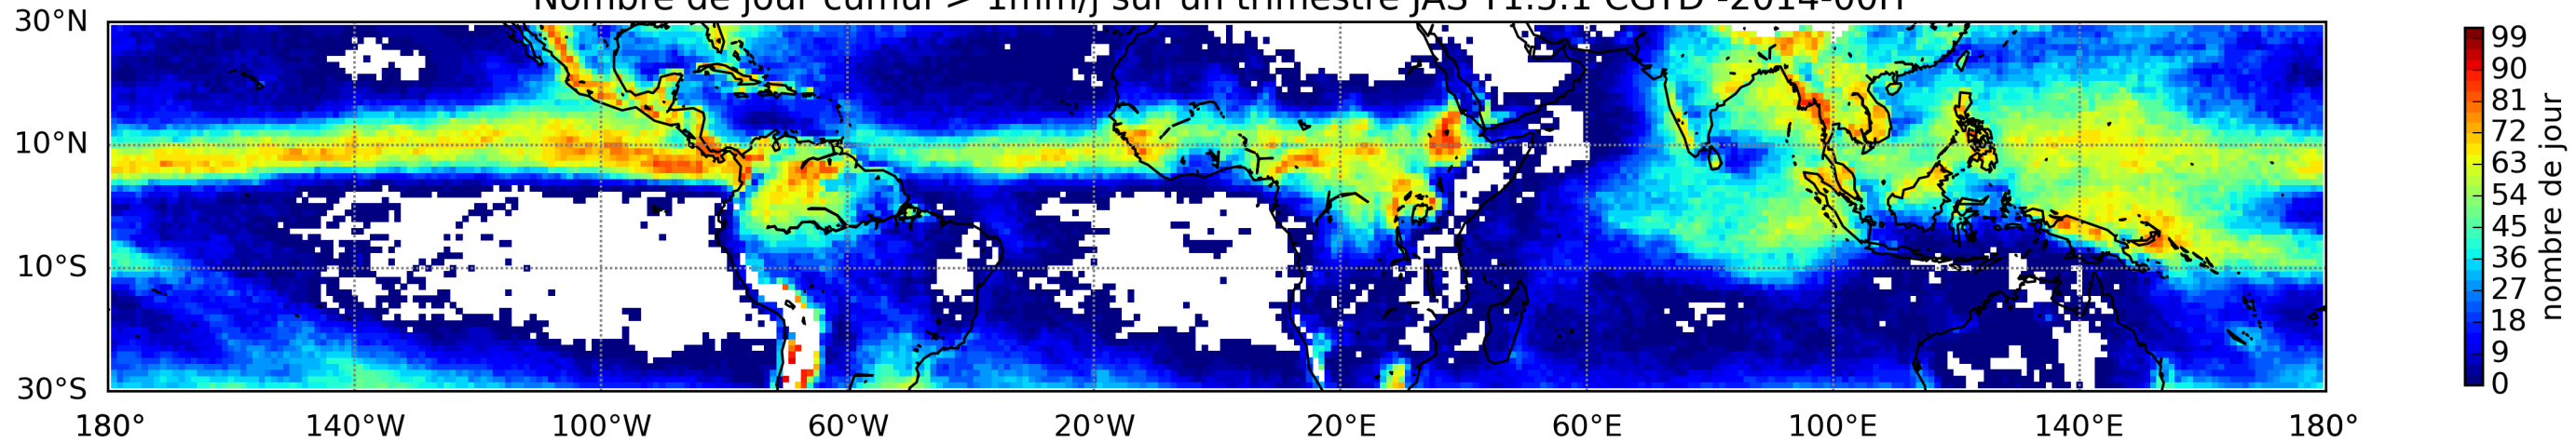 Nombre de jour cumul > 1mm/j sur un trimestre JAS T1.5.1 CGTD -2014-00H
30°N
10°N
10°S
30°S
180° 140°W 100°W 60°W 20°W 20°E 60°E 100°E 140°E 180°
99
90
81
72
63
54
45
36
27
18
9
0
nombre de jour